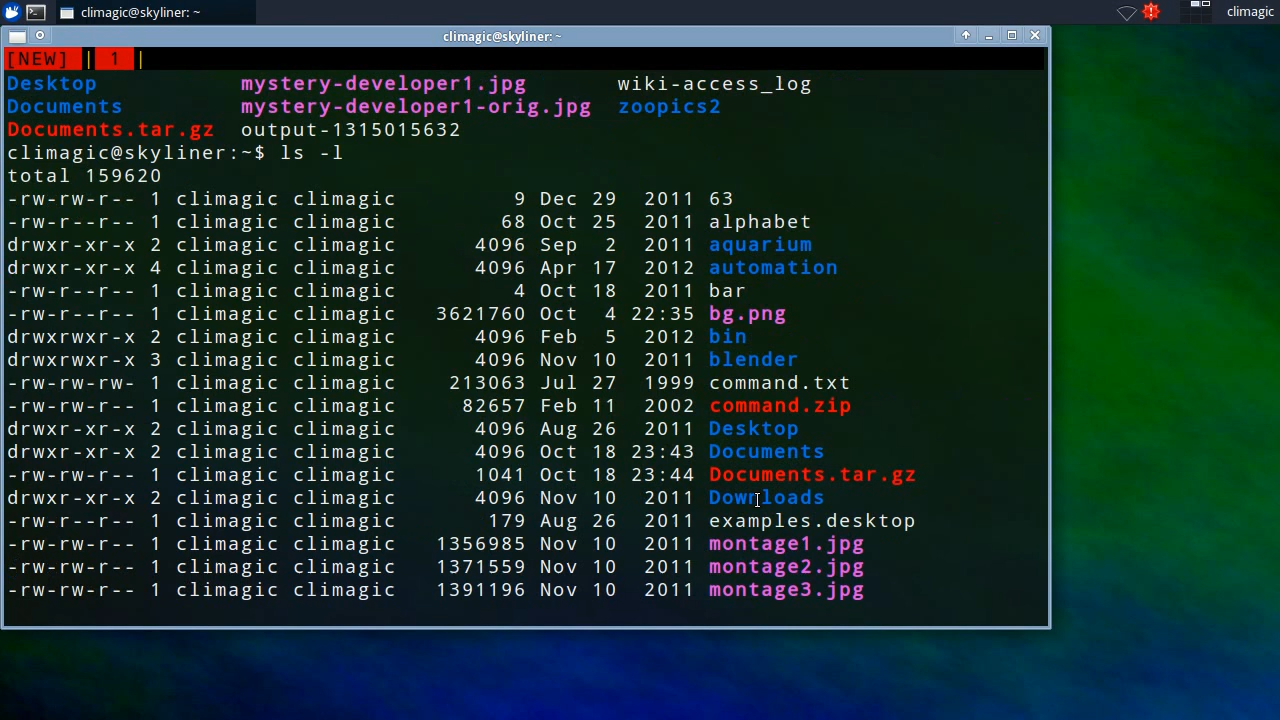 climagic@skyliner: ~
climagic
climagic@skyliner: ~
[NEW] | 1 |
Desktop mystery-developer1.jpg wiki-access_log
Documents mystery-developer1-orig.jpg zoopics2
Documents.tar.gz output-1315015632
climagic@skyliner:~$ ls -l
total 159620
-rw-rw-r-- 1 climagic climagic 9 Dec 29 2011 63
-rw-r--r-- 1 climagic climagic 68 Oct 25 2011 alphabet
drwxr-xr-x 2 climagic climagic 4096 Sep 2 2011 aquarium
drwxr-xr-x 4 climagic climagic 4096 Apr 17 2012 automation
-rw-r--r-- 1 climagic climagic 4 Oct 18 2011 bar
-rw-r--r-- 1 climagic climagic 3621760 Oct 4 22:35 bg.png
drwxrwxr-x 2 climagic climagic 4096 Feb 5 2012 bin
drwxrwxr-x 3 climagic climagic 4096 Nov 10 2011 blender
-rw-rw-rw- 1 climagic climagic 213063 Jul 27 1999 command.txt
-rw-rw-r-- 1 climagic climagic 82657 Feb 11 2002 command.zip
drwxr-xr-x 2 climagic climagic 4096 Aug 26 2011 Desktop
drwxr-xr-x 2 climagic climagic 4096 Oct 18 23:43 Documents
-rw-rw-r-- 1 climagic climagic 1041 Oct 18 23:44 Documents.tar.gz
drwxr-xr-x 2 climagic climagic 4096 Nov 10 2011 Downloads
-rw-r--r-- 1 climagic climagic 179 Aug 26 2011 examples.desktop
-rw-rw-r-- 1 climagic climagic 1356985 Nov 10 2011 montage1.jpg
-rw-rw-r-- 1 climagic climagic 1371559 Nov 10 2011 montage2.jpg
-rw-rw-r-- 1 climagic climagic 1391196 Nov 10 2011 montage3.jpg